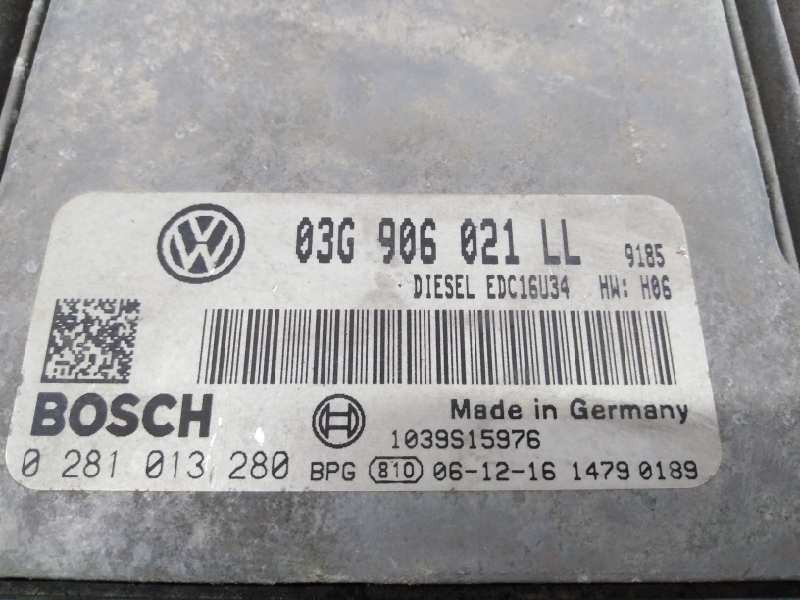 03G 906 021 LL 9185
DIESEL EDC16U34 HW: H06
BOSCH
Made in Germany
1039S15976
0 281 013 280 BPG 810 06-12-16 1479 0189